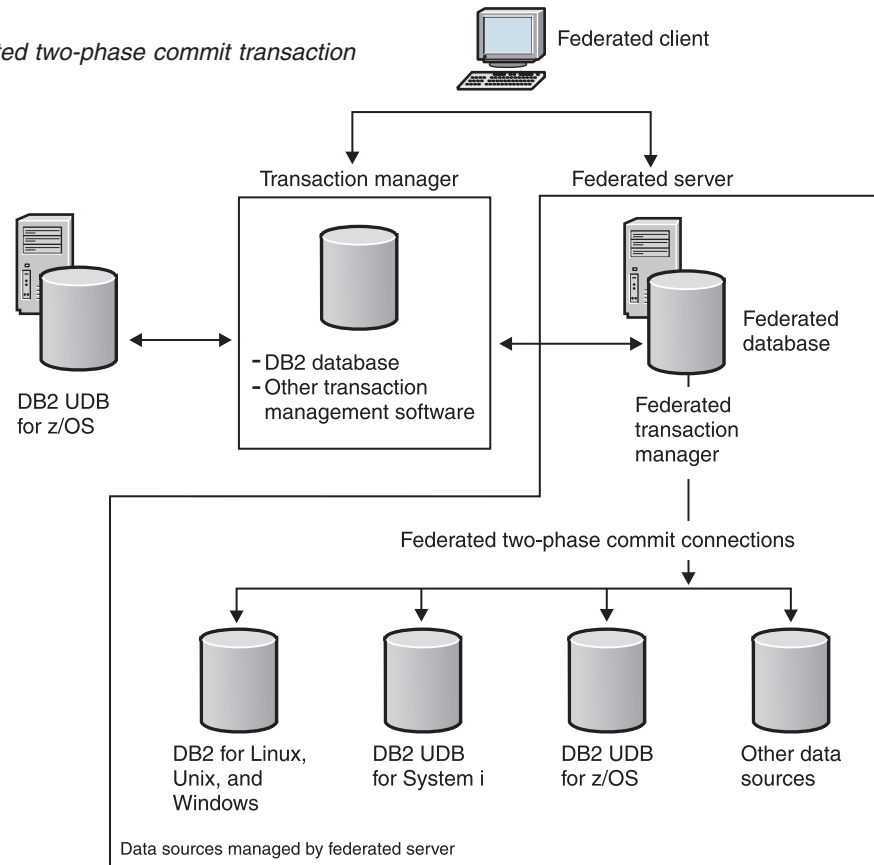 two-phase commit transaction
Federated client
Transaction manager
Federated server
- DB2 database
- Other transaction
management software
Federated
database
DB2 UDB
for z/OS
Federated
transaction
manager
Federated two-phase commit connections
DB2 for Linux,
Unix, and
Windows
DB2 UDB
for System i
DB2 UDB
for z/OS
Other data
sources
Data sources managed by federated server